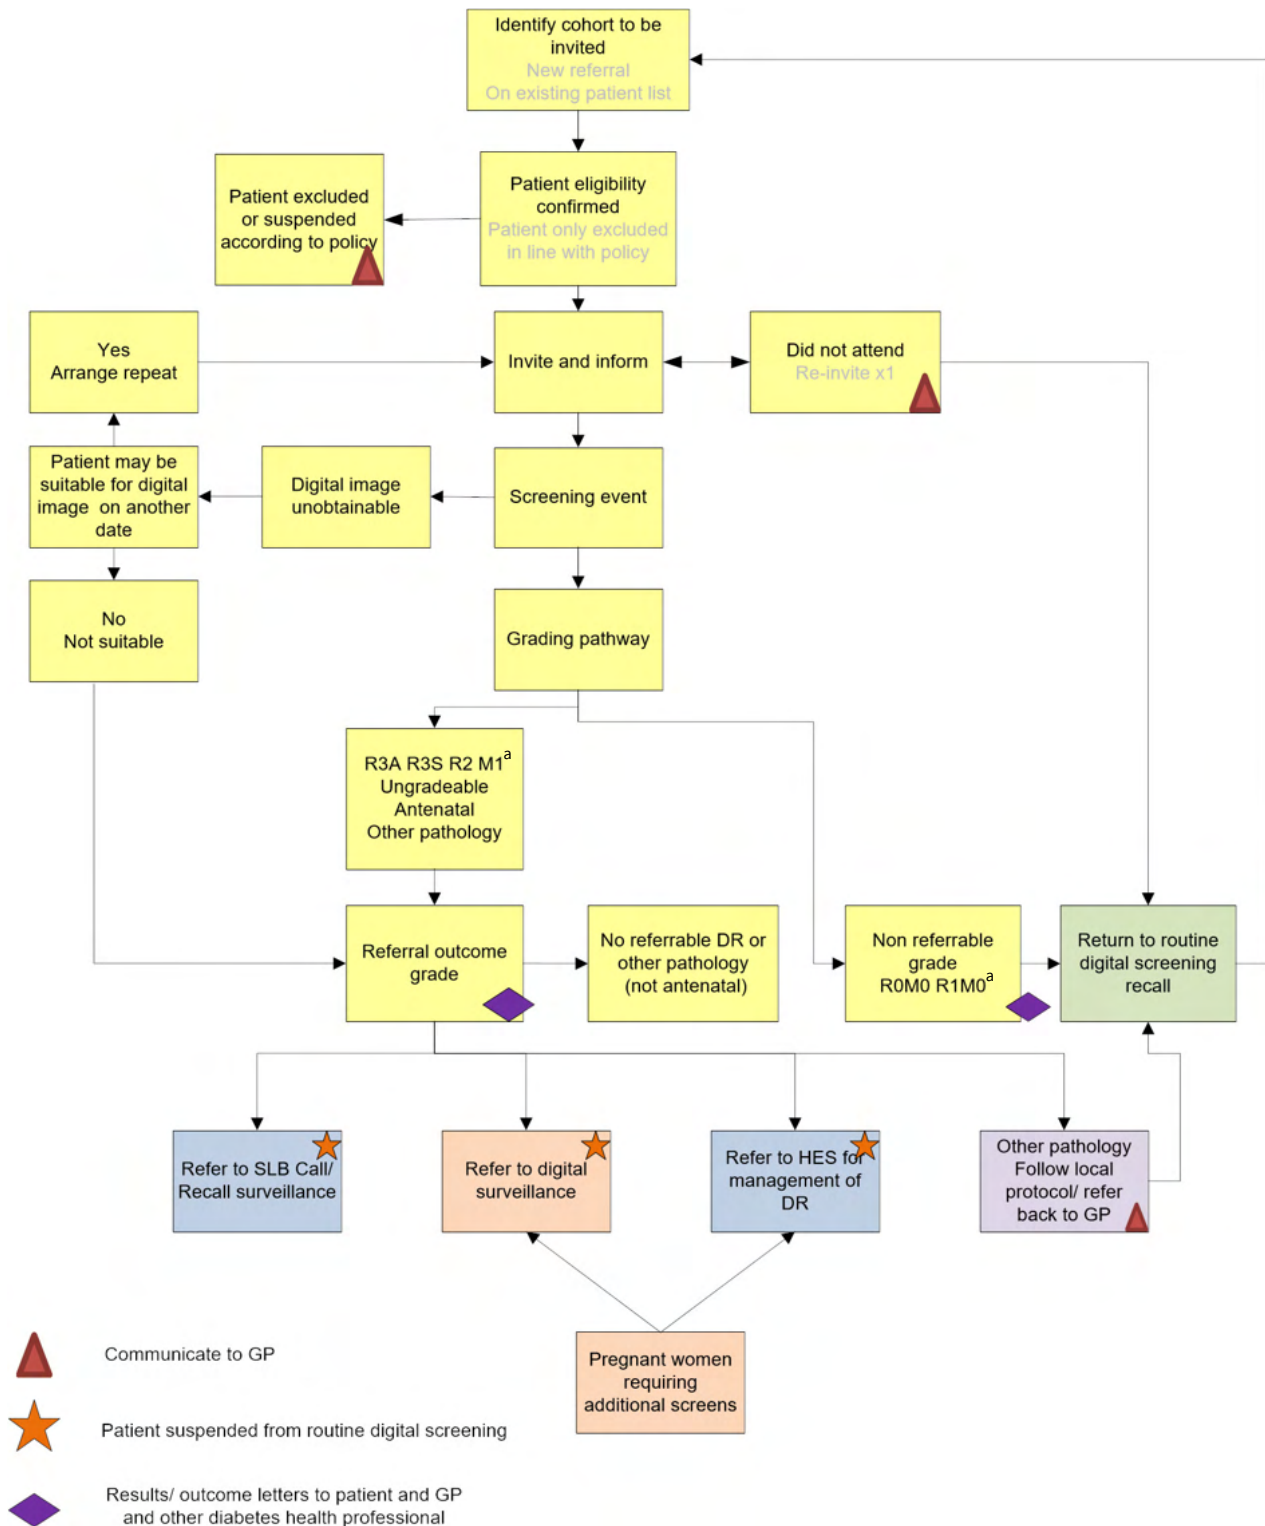 Identify cohort to be
invited
New referral
On existing patient list
Patient excluded
or suspended
according to policy
Patient eligibility
confirmed
Patient only excluded
in line with policy
Yes
Arrange repeat
Invite and inform
Did not attend
Re-invite x1
Patient may be
suitable for digital
image on another
date
Digital image
unobtainable
Screening event
No
Not suitable
Grading pathway
R3A R3S R2 M1a
Ungradeable
Antenatal
Other pathology
Referral outcome
grade
No referrable DR or
other pathology
(not antenatal)
Non referrable
grade
R0M0 R1M0a
Return to routine
digital screening
recall
Refer to SLB Call/
Recall surveillance
Refer to digital
surveillance
Refer to HES for
management of
DR
Other pathology
Follow local
protocol/ refer
back to GP
Pregnant women
requiring
additional screens
Communicate to GP
Patient suspended from routine digital screening
Results/ outcome letters to patient and GP
and other diabetes health professional